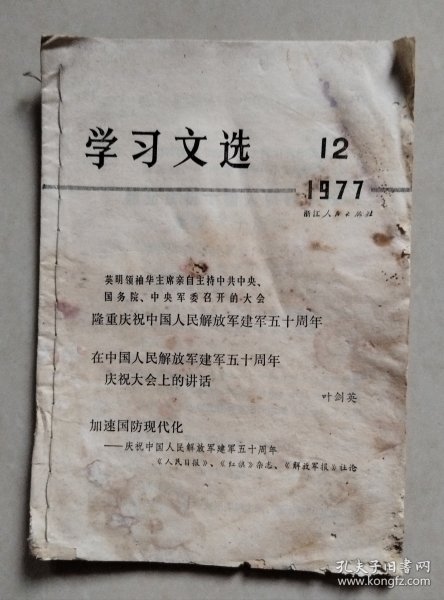 学习文选
12
1977
浙江人民出版社
英明领袖华主席亲自主持中共中央、
国务院、中央军委召开的大会
隆重庆祝中国人民解放军建军五十周年
在中国人民解放军建军五十周年
庆祝大会上的讲话
叶剑英
加速国防现代化
——庆祝中国人民解放军建军五十周年
《人民日报》、《红旗》杂志、《解放军报》社论
孔夫子旧书网
www.kongfz.com